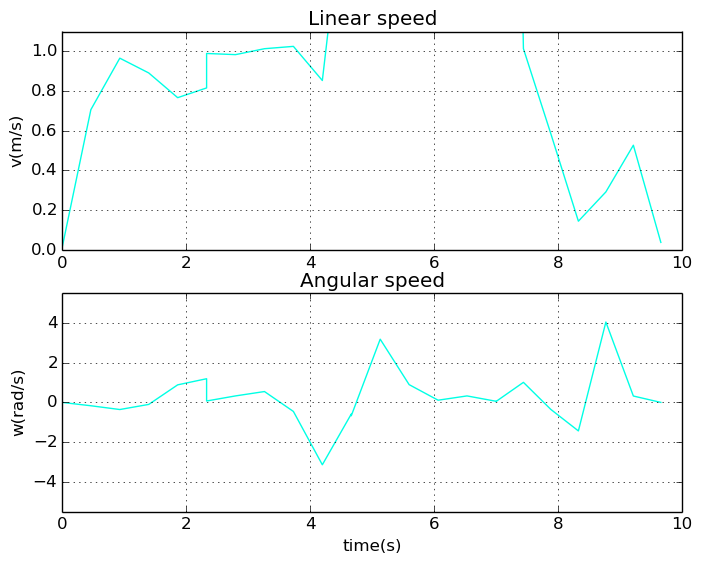 Linear speed
1.0
0.8
0.6
0.4
0.2
0.0
v(m/s)
0 2 4 6 8 10
Angular speed
4
2
0
−2
−4
w(rad/s)
0 2 4 6 8 10
time(s)